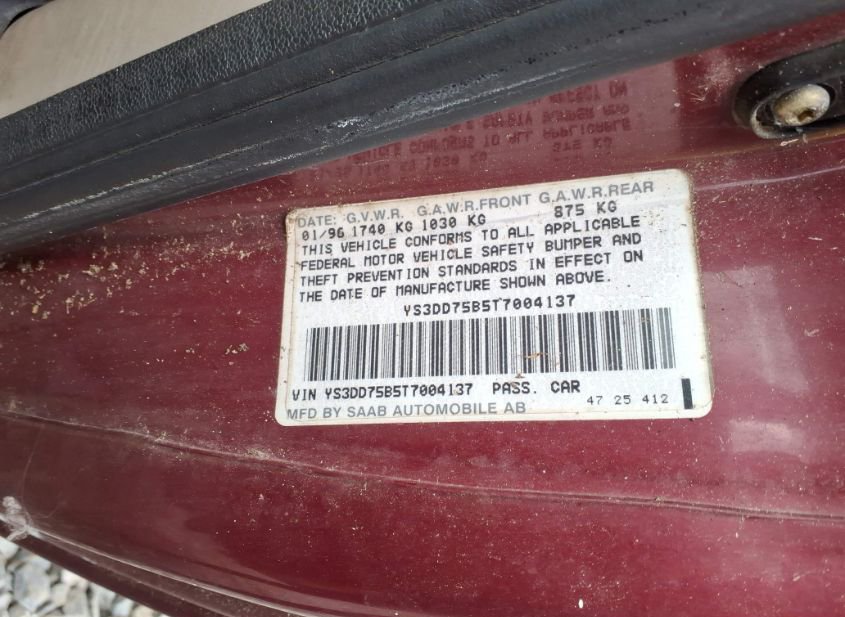 DATE: G.V.W.R. G.A.W.R.FRONT G.A.W.R.REAR
01/96 1740 KG 1030 KG 875 KG
THIS VEHICLE CONFORMS TO ALL APPLICABLE
FEDERAL MOTOR VEHICLE SAFETY BUMPER AND
THEFT PREVENTION STANDARDS IN EFFECT ON
THE DATE OF MANUFACTURE SHOWN ABOVE.
YS3DD75B5T7004137
VIN YS3DD75B5T7004137 PASS. CAR
MFD BY SAAB AUTOMOBILE AB 47 25 412